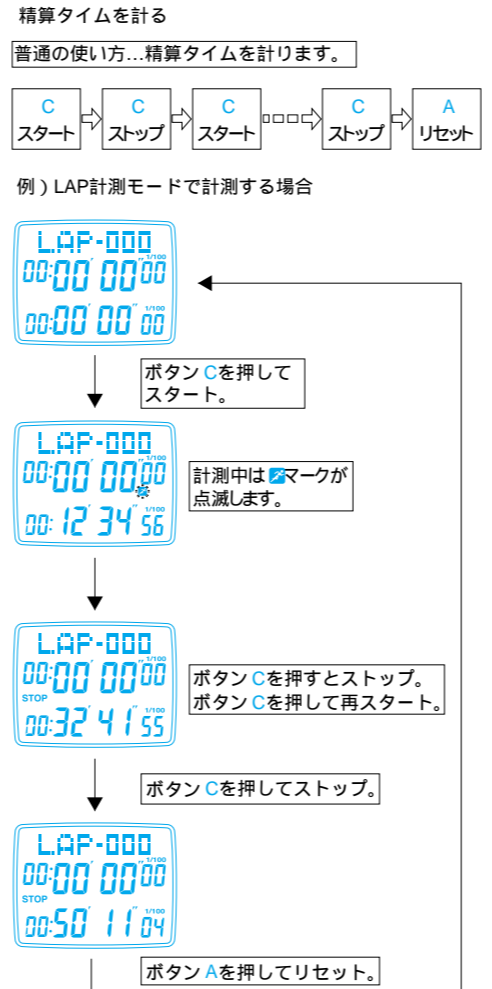 精算タイムを計る
普通の使い方…精算タイムを計ります。
C
スタート
C
ストップ
C
スタート
C
ストップ
A
リセット
例）LAP計測モードで計測する場合
LAP-000
00:00′00″00 1/100
00:00′00″00 1/100
ボタンCを押して
スタート。
LAP-000
00:00′00″00 1/100
00:12′34″56 1/100
計測中はマークが
点滅します。
LAP-000
00:00′00″00 1/100
STOP
00:32′41″55 1/100
ボタンCを押すとストップ。
ボタンCを押して再スタート。
ボタンCを押してストップ。
LAP-000
00:00′00″00 1/100
STOP
00:50′11″04 1/100
ボタンAを押してリセット。